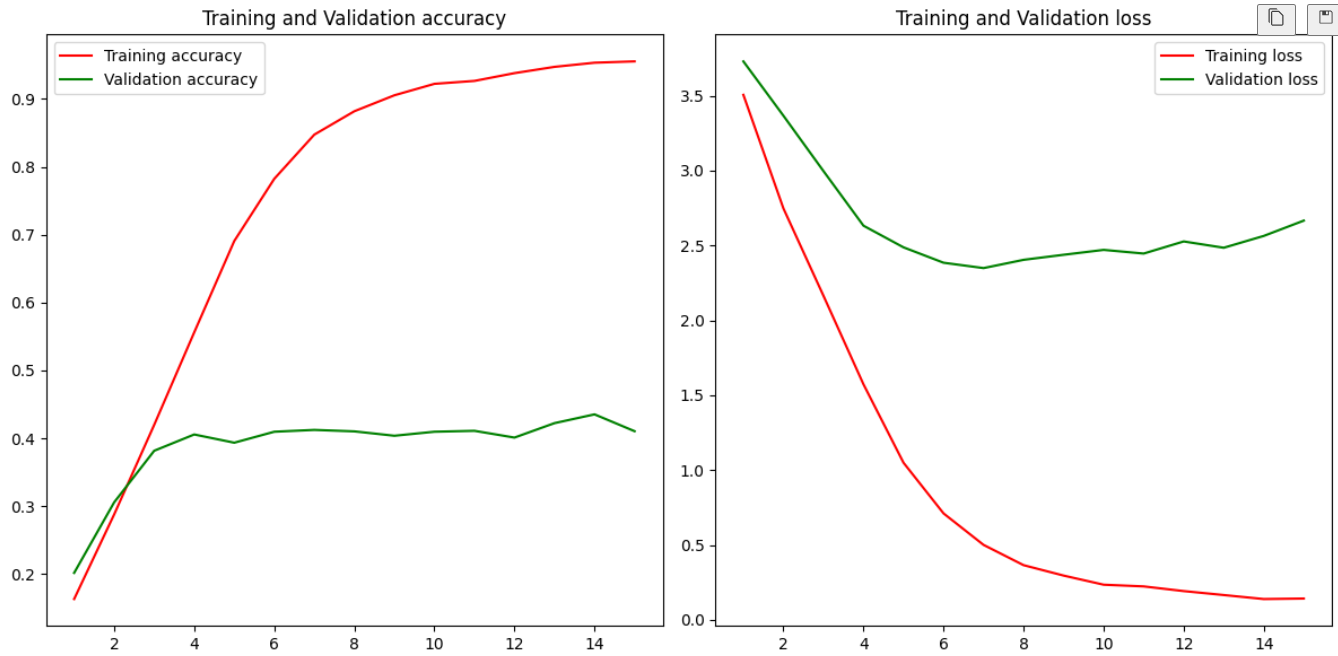 Training and Validation accuracy
Training accuracy
Validation accuracy
0.9
0.8
0.7
0.6
0.5
0.4
0.3
0.2
2 4 6 8 10 12 14
Training and Validation loss
Training loss
Validation loss
3.5
3.0
2.5
2.0
1.5
1.0
0.5
0.0
2 4 6 8 10 12 14